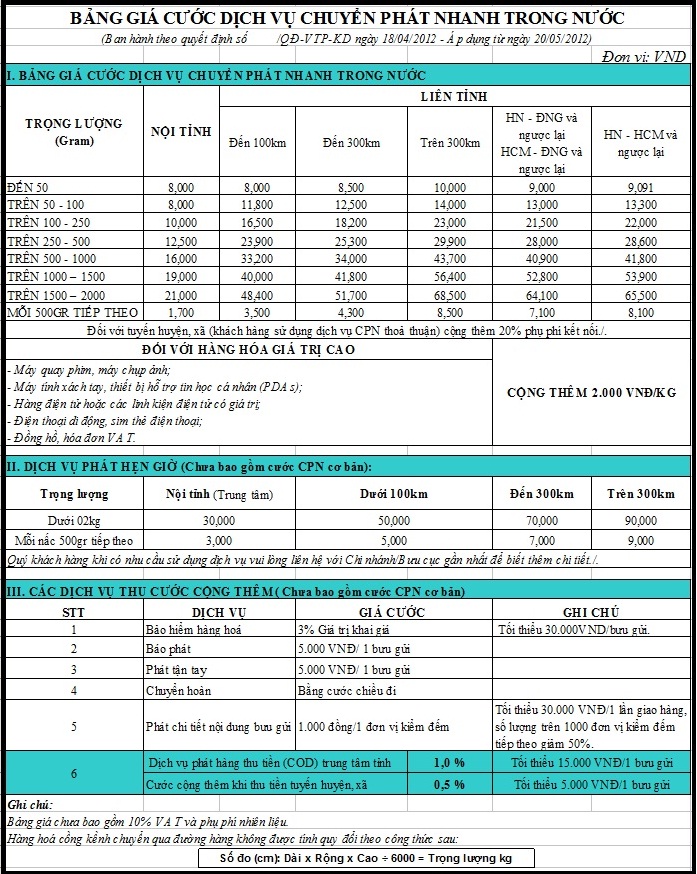 BẢNG GIÁ CƯỚC DỊCH VỤ CHUYỂN PHÁT NHANH TRONG NƯỚC
(Ban hành theo quyết định số /QĐ-VTP-KD ngày 18/04/2012 - Áp dụng từ ngày 20/05/2012)
Đơn vị: VND
I. BẢNG GIÁ CƯỚC DỊCH VỤ CHUYỂN PHÁT NHANH TRONG NƯỚC
TRỌNG LƯỢNG (Gram) NỘI TỈNH LIÊN TỈNH
Đến 100km Đến 300km Trên 300km HN - ĐNG và ngược lại HCM - ĐNG và ngược lại HN - HCM và ngược lại
ĐẾN 50 8,000 8,000 8,500 10,000 9,000 9,091
TRÊN 50 - 100 8,000 11,800 12,500 14,000 13,000 13,300
TRÊN 100 - 250 10,000 16,500 18,200 23,000 21,500 22,000
TRÊN 250 - 500 12,500 23,900 25,300 29,900 28,000 28,600
TRÊN 500 - 1000 16,000 33,200 34,000 43,700 40,900 41,800
TRÊN 1000 – 1500 19,000 40,000 41,800 56,400 52,800 53,900
TRÊN 1500 – 2000 21,000 48,400 51,700 68,500 64,100 65,500
MỖI 500GR TIẾP THEO 1,700 3,500 4,300 8,500 7,100 8,100
Đối với tuyến huyện, xã (khách hàng sử dụng dịch vụ CPN thoả thuận) cộng thêm 20% phụ phí kết nối./.
ĐỐI VỚI HÀNG HÓA GIÁ TRỊ CAO
- Máy quay phim, máy chụp ảnh;
- Máy tính xách tay, thiết bị hỗ trợ tin học cá nhân (PDAs);
- Hàng điện tử hoặc các linh kiện điện tử có giá trị;
- Điện thoại di động, sim thẻ điện thoại;
- Đồng hồ, hóa đơn VAT.
CỘNG THÊM 2.000 VNĐ/KG
II. DỊCH VỤ PHÁT HẸN GIỜ (Chưa bao gồm cước CPN cơ bản):
Trọng lượng Nội tỉnh (Trung tâm) Dưới 100km Đến 300km Trên 300km
Dưới 02kg 30,000 50,000 70,000 90,000
Mỗi nấc 500gr tiếp theo 3,000 5,000 7,000 9,000
Quý khách hàng khi có nhu cầu sử dụng dịch vụ vui lòng liên hệ với Chi nhánh/Bưu cục gần nhất để biết thêm chi tiết./.
III. CÁC DỊCH VỤ THU CƯỚC CỘNG THÊM ( Chưa bao gồm cước CPN cơ bản)
STT DỊCH VỤ GIÁ CƯỚC GHI CHÚ
1 Bảo hiểm hàng hoá 3% Giá trị khai giá Tối thiểu 30.000VND/bưu gửi.
2 Báo phát 5.000 VNĐ/ 1 bưu gửi
3 Phát tận tay 5.000 VNĐ/ 1 bưu gửi
4 Chuyển hoàn Bằng cước chiều đi
5 Phát chi tiết nội dung bưu gửi 1.000 đồng/1 đơn vị kiểm đếm Tối thiểu 30.000 VNĐ/1 lần giao hàng, số lượng trên 1000 đơn vị kiểm đếm tiếp theo giảm 50%.
6 Dịch vụ phát hàng thu tiền (COD) trung tâm tỉnh 1,0 % Tối thiểu 15.000 VNĐ/1 bưu gửi
Cước cộng thêm khi thu tiền tuyến huyện, xã 0,5 % Tối thiểu 5.000 VNĐ/1 bưu gửi
Ghi chú:
Bảng giá chưa bao gồm 10% VAT và phụ phí nhiên liệu.
Hàng hoá cồng kềnh chuyển qua đường hàng không được tính quy đổi theo công thức sau:
Số đo (cm): Dài x Rộng x Cao ÷ 6000 = Trọng lượng kg